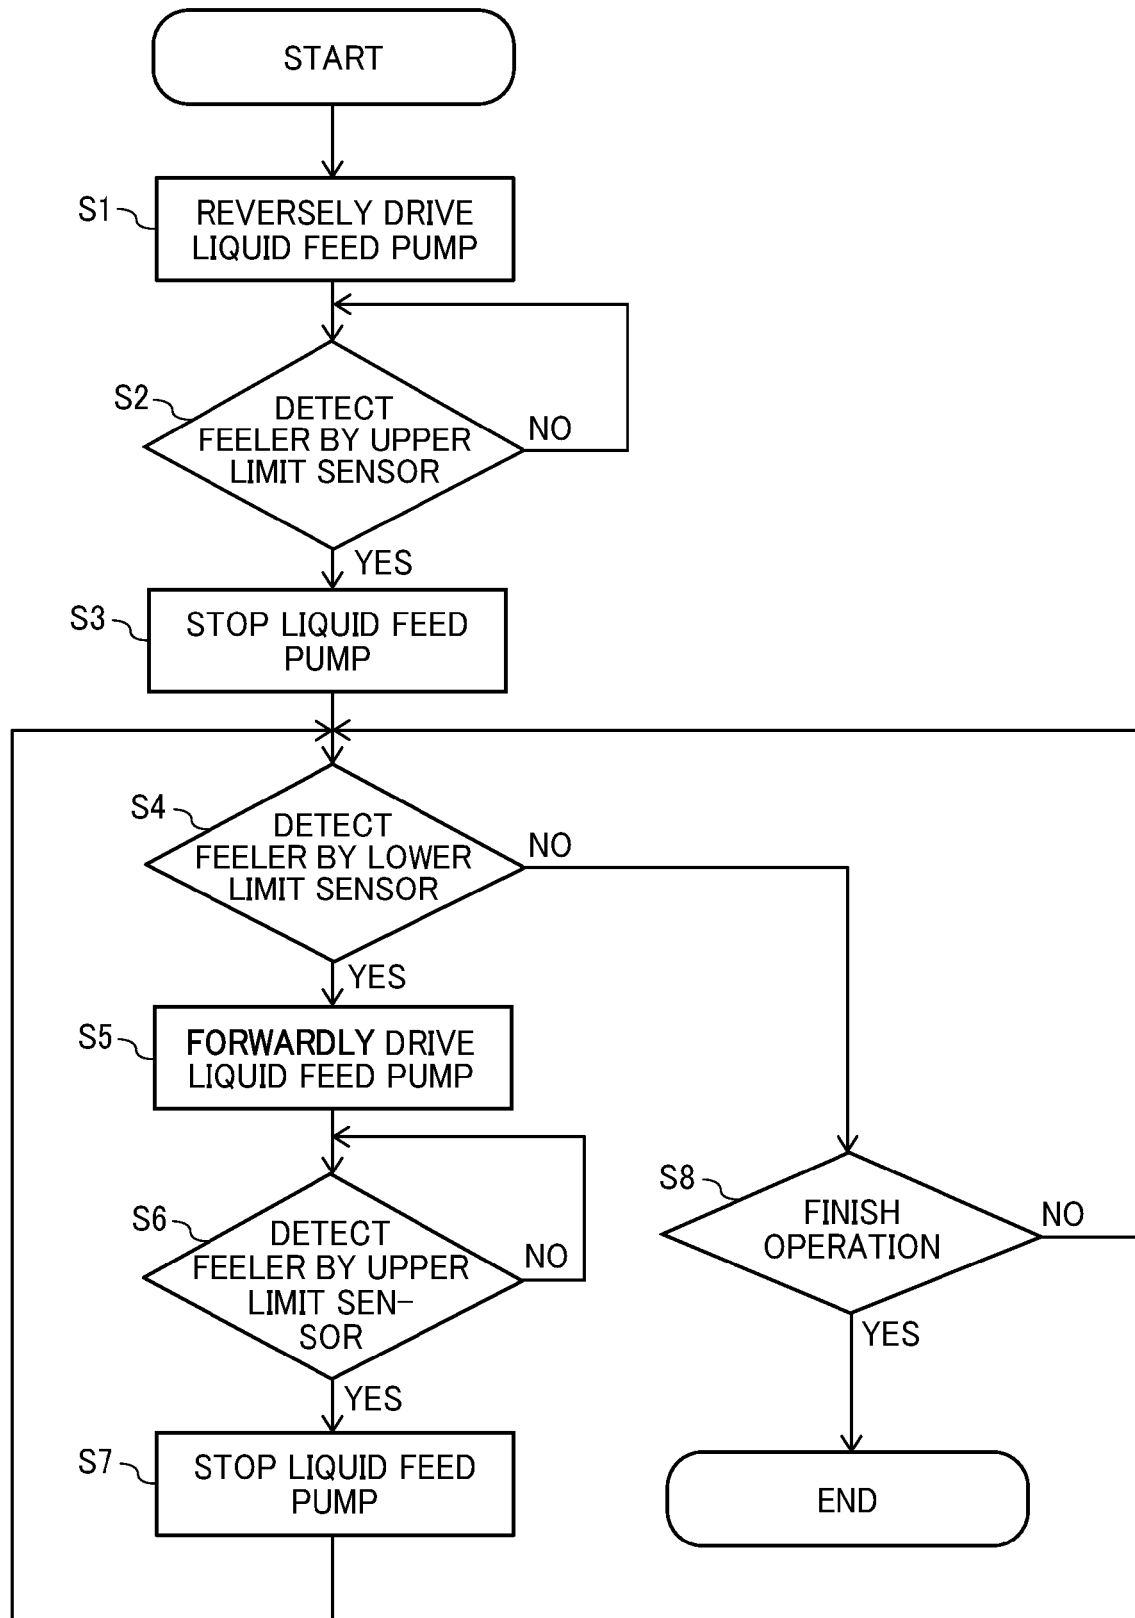 START
S1
REVERSELY DRIVE
LIQUID FEED PUMP
S2
DETECT
FEELER BY UPPER
LIMIT SENSOR
NO
YES
S3
STOP LIQUID FEED
PUMP
S4
DETECT
FEELER BY LOWER
LIMIT SENSOR
NO
YES
S5
FORWARDLY DRIVE
LIQUID FEED PUMP
S6
DETECT
FEELER BY UPPER
LIMIT SEN-
SOR
NO
YES
S7
STOP LIQUID FEED
PUMP
S8
FINISH
OPERATION
NO
YES
END